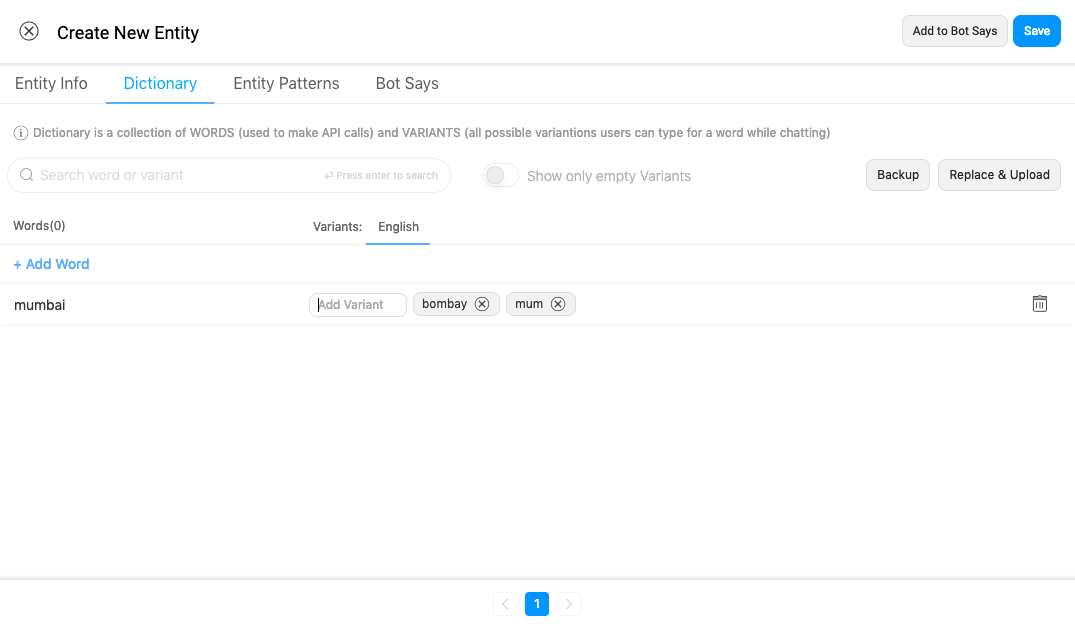 Create New Entity
Add to Bot Says
Save
Entity Info
Dictionary
Entity Patterns
Bot Says
Dictionary is a collection of WORDS (used to make API calls) and VARIANTS (all possible variantions users can type for a word while chatting)
Search word or variant
Press enter to search
Show only empty Variants
Backup
Replace & Upload
Words(0)
Variants:
English
+ Add Word
mumbai
Add Variant
bombay
mum
1